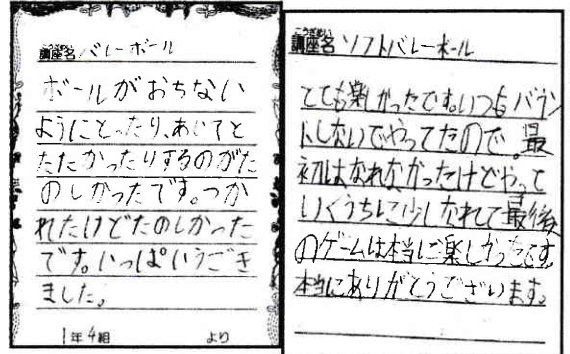 講座名 バレーボール
ボールがおちない
ようにとったり、あいてと
たたかったりするのがた
のしかったです。つか
れたけどたのしかった
です。いっぱいうごき
ました。
1年4組 より
講座名 ソフトバレーボール
とても楽しかったです。いつもバウン
トしないでやってたので。最
初はなれなかったけどやって
いくうちに少しなれて最後
のゲームは本当に楽しかったです。
本当にありがとうございます。